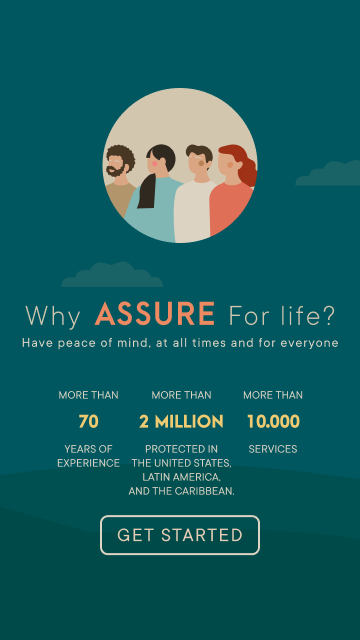 Why ASSURE For life?
Have peace of mind, at all times and for everyone
MORE THAN
70
YEARS OF
EXPERIENCE
MORE THAN
2 MILLION
PROTECTED IN
THE UNITED STATES,
LATIN AMERICA,
AND THE CARIBBEAN.
MORE THAN
10.000
SERVICES
GET STARTED